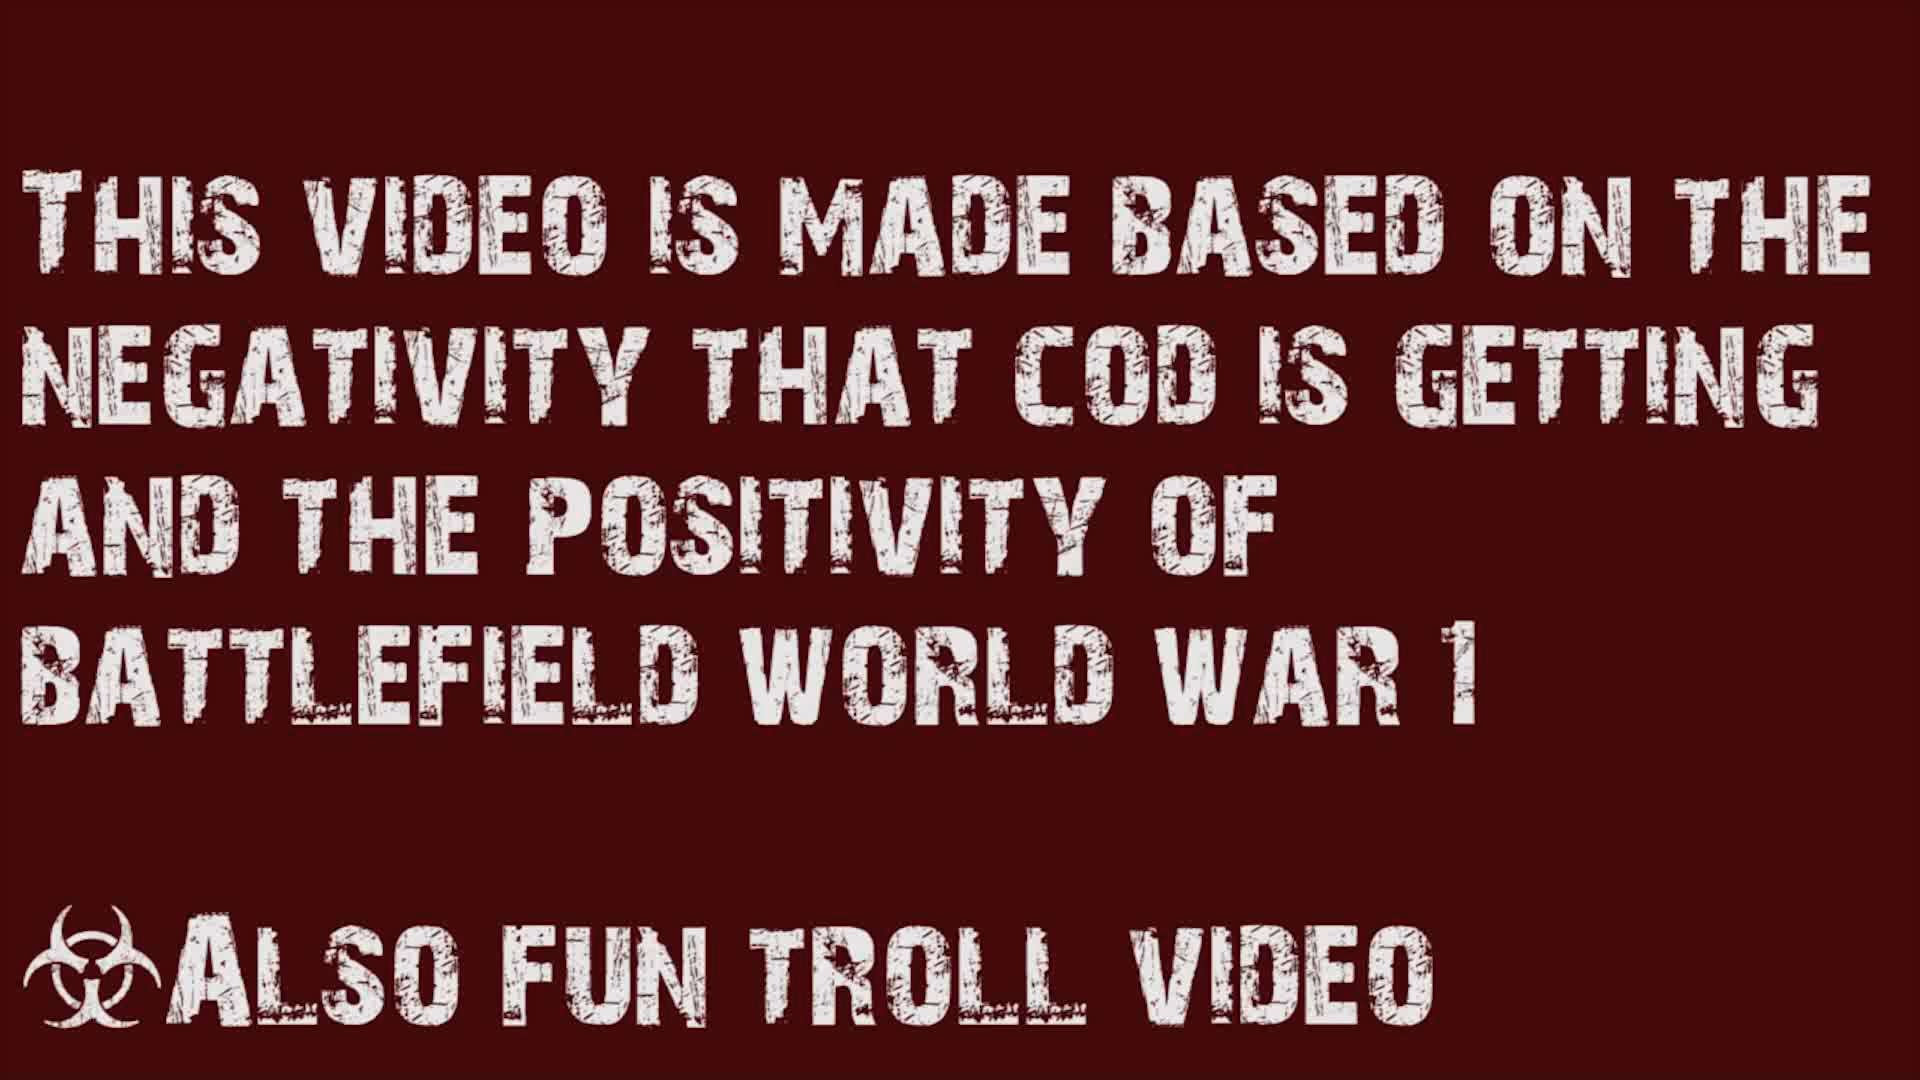 This video is made based on the
negativity that cod is getting
and the Positivity of
battlefield world war 1
☣Also fun troll video